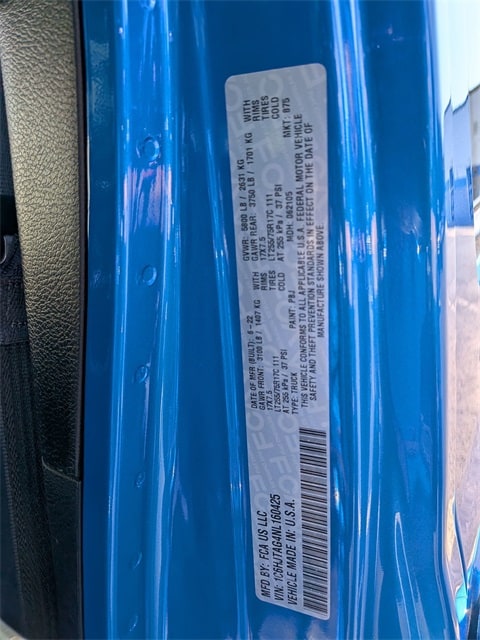 FCA US LLC
VIN: 1C6HJTAG4NL160425
VEHICLE MADE IN: U.S.A.
DATE OF MFR (BUILT): 6-22
GVWR: 5800 LB / 2631 KG
GAWR FRONT: 3100 LB / 1407 KG WITH
GAWR REAR: 3750 LB / 1701 KG WITH
17X7.5 RIMS
17X7.5 RIMS
LT255/75R17C 111 TIRES
LT255/75R17C 111 TIRES
AT 255 kPa / 37 PSI COLD
AT 255 kPa / 37 PSI COLD
TYPE: TRUCK PAINT: PBJ MDH: 062105 MKT: B75
THIS VEHICLE CONFORMS TO ALL APPLICABLE U.S.A. FEDERAL MOTOR VEHICLE
SAFETY AND THEFT PREVENTION STANDARDS IN EFFECT ON THE DATE OF
MANUFACTURE SHOWN ABOVE.